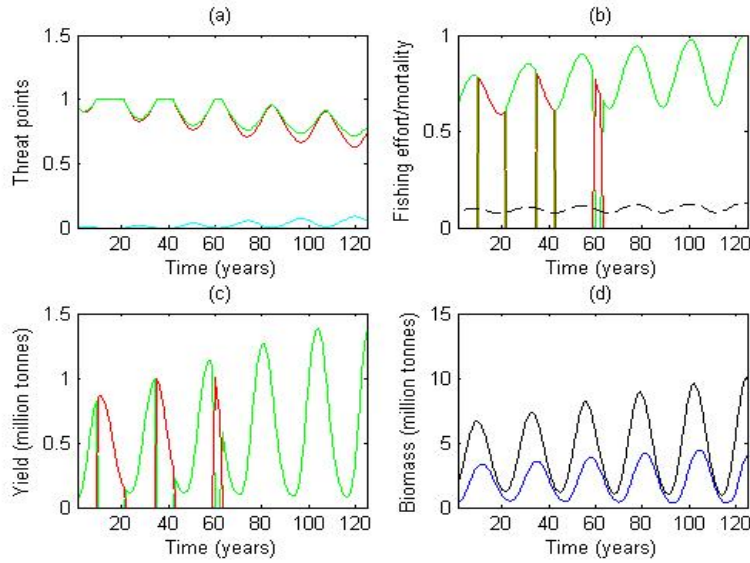 (a)
1.5
1
0.5
0
Threat points
20 40 60 80 100 120
Time (years)
(b)
1
0.5
0
Fishing effort/mortality
20 40 60 80 100 120
Time (years)
(c)
1.5
1
0.5
0
Yield (million tonnes)
20 40 60 80 100 120
Time (years)
(d)
15
10
5
0
Biomass (million tonnes)
20 40 60 80 100 120
Time (years)